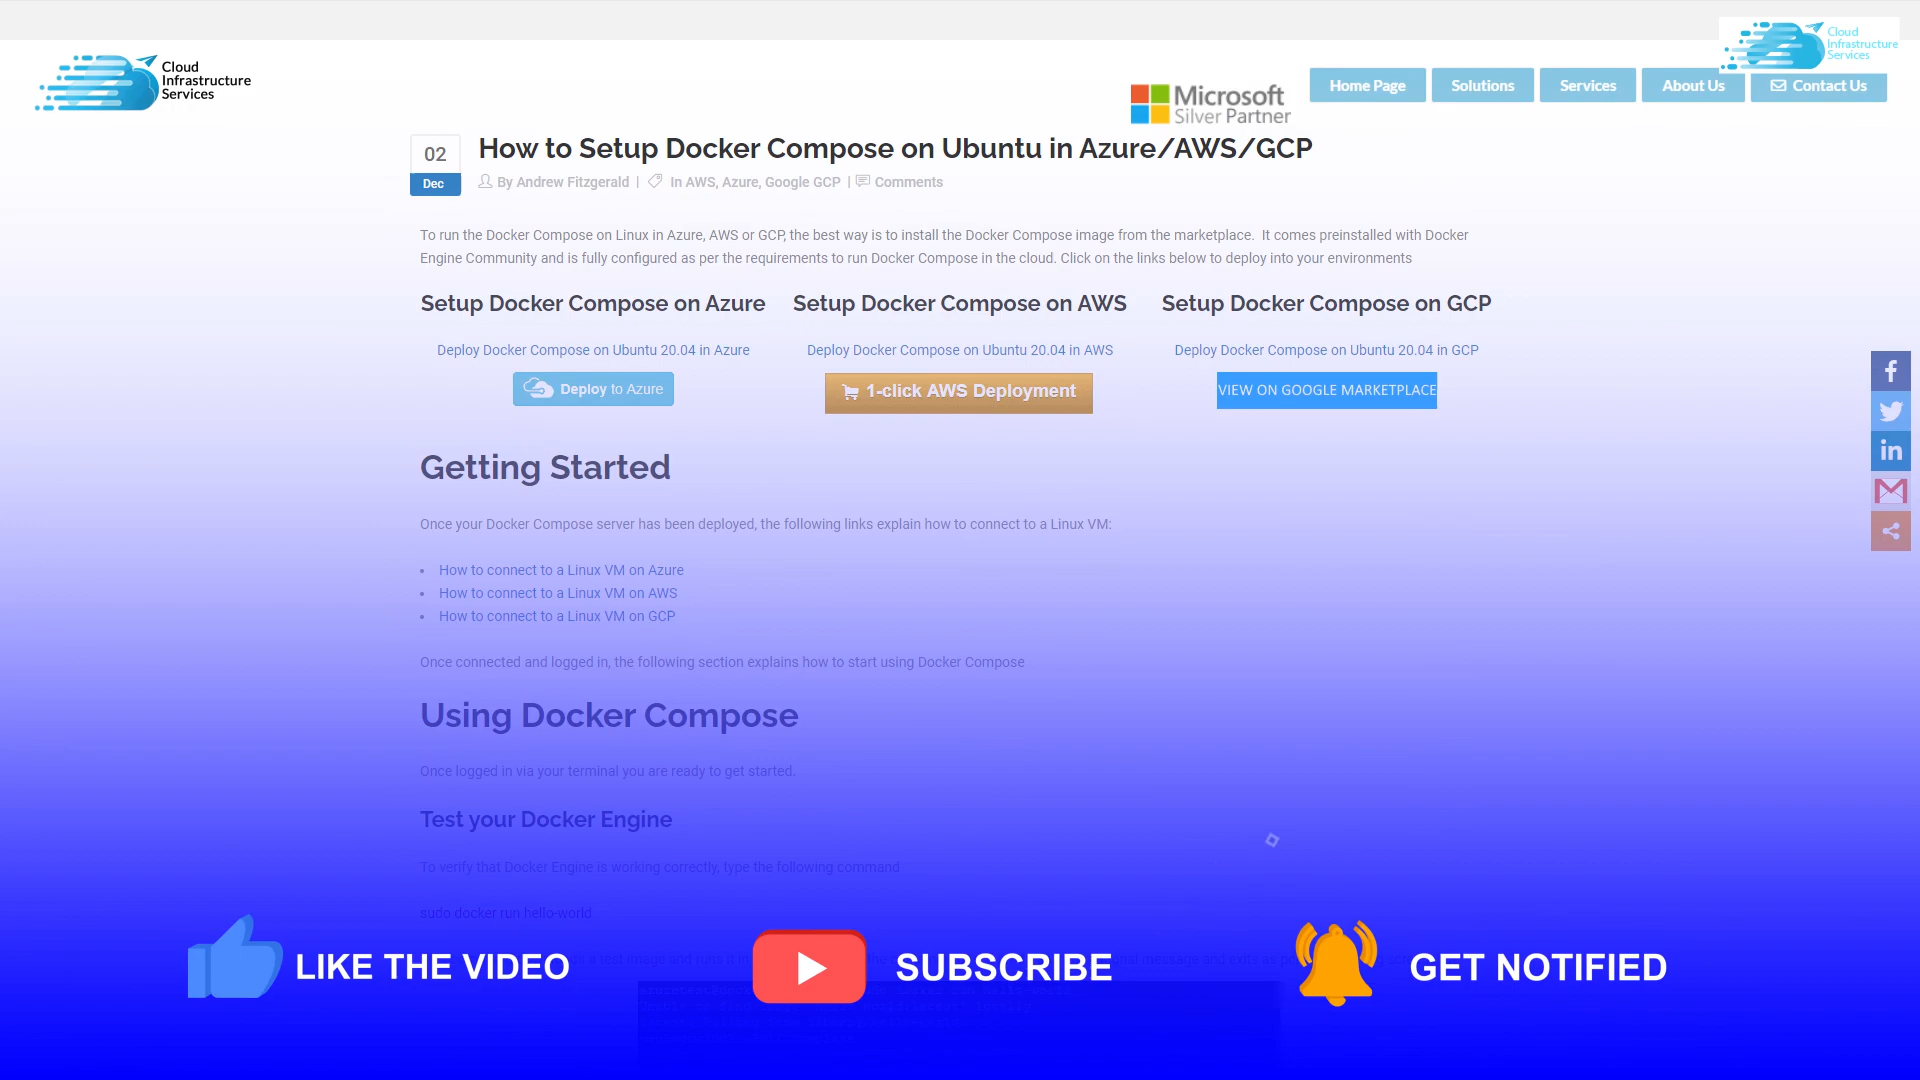 Cloud
Infrastructure
Services
Cloud
Infrastructure
Services
Microsoft
Silver Partner
Home Page
Solutions
Services
About Us
Contact Us
02
Dec
How to Setup Docker Compose on Ubuntu in Azure/AWS/GCP
By Andrew Fitzgerald | In AWS, Azure, Google GCP | Comments
To run the Docker Compose on Linux in Azure, AWS or GCP, the best way is to install the Docker Compose image from the marketplace. It comes preinstalled with Docker
Engine Community and is fully configured as per the requirements to run Docker Compose in the cloud. Click on the links below to deploy into your environments
Setup Docker Compose on Azure
Setup Docker Compose on AWS
Setup Docker Compose on GCP
Deploy Docker Compose on Ubuntu 20.04 in Azure
Deploy Docker Compose on Ubuntu 20.04 in AWS
Deploy Docker Compose on Ubuntu 20.04 in GCP
Deploy to Azure
1-click AWS Deployment
VIEW ON GOOGLE MARKETPLACE
Getting Started
Once your Docker Compose server has been deployed, the following links explain how to connect to a Linux VM:
• How to connect to a Linux VM on Azure
• How to connect to a Linux VM on AWS
• How to connect to a Linux VM on GCP
Once connected and logged in, the following section explains how to start using Docker Compose
Using Docker Compose
Once logged in via your terminal you are ready to get started.
Test your Docker Engine
To verify that Docker Engine is working correctly, type the following command
sudo docker run hello-world
a test image and runs it in
message and exits as
LIKE THE VIDEO
SUBSCRIBE
GET NOTIFIED